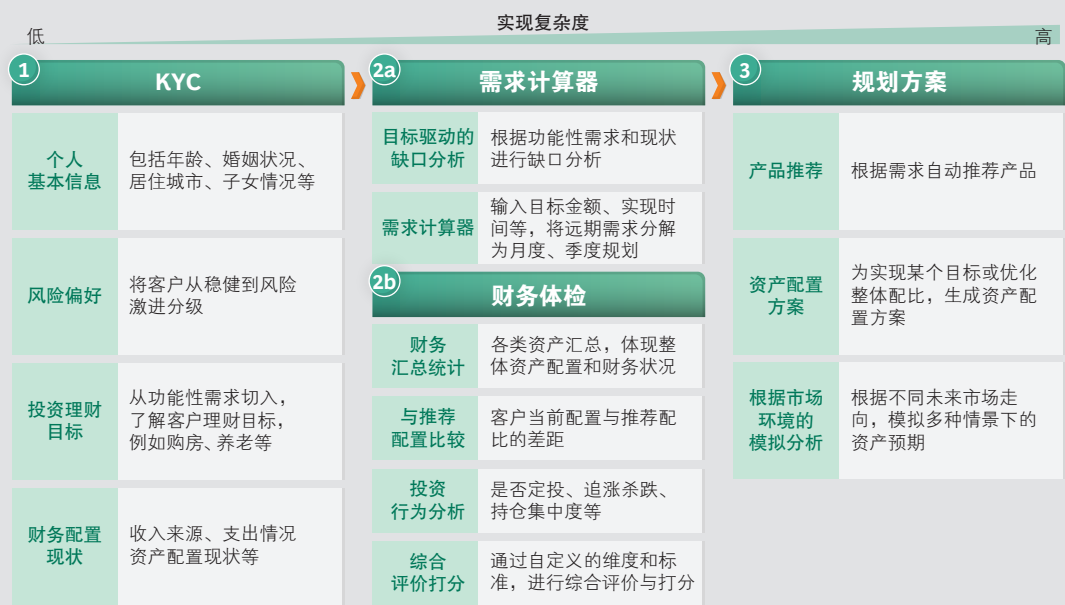 实现复杂度
低
高
1
KYC
个人
基本信息
包括年龄、婚姻状况、
居住城市、子女情况等
风险偏好
将客户从稳健到风险
激进分级
投资理财
目标
从功能性需求切入，
了解客户理财目标，
例如购房、养老等
财务配置
现状
收入来源、支出情况
资产配置现状等
2a
需求计算器
目标驱动的
缺口分析
根据功能性需求和现状
进行缺口分析
需求计算器
输入目标金额、实现时
间等，将远期需求分解
为月度、季度规划
2b
财务体检
财务
汇总统计
各类资产汇总，体现整
体资产配置和财务状况
与推荐
配置比较
客户当前配置与推荐配
比的差距
投资
行为分析
是否定投、追涨杀跌、
持仓集中度等
综合
评价打分
通过自定义的维度和标
准，进行综合评价与打分
3
规划方案
产品推荐
根据需求自动推荐产品
资产配置
方案
为实现某个目标或优化
整体配比，生成资产配
置方案
根据市场
环境的
模拟分析
根据不同未来市场走
向，模拟多种情景下的
资产预期